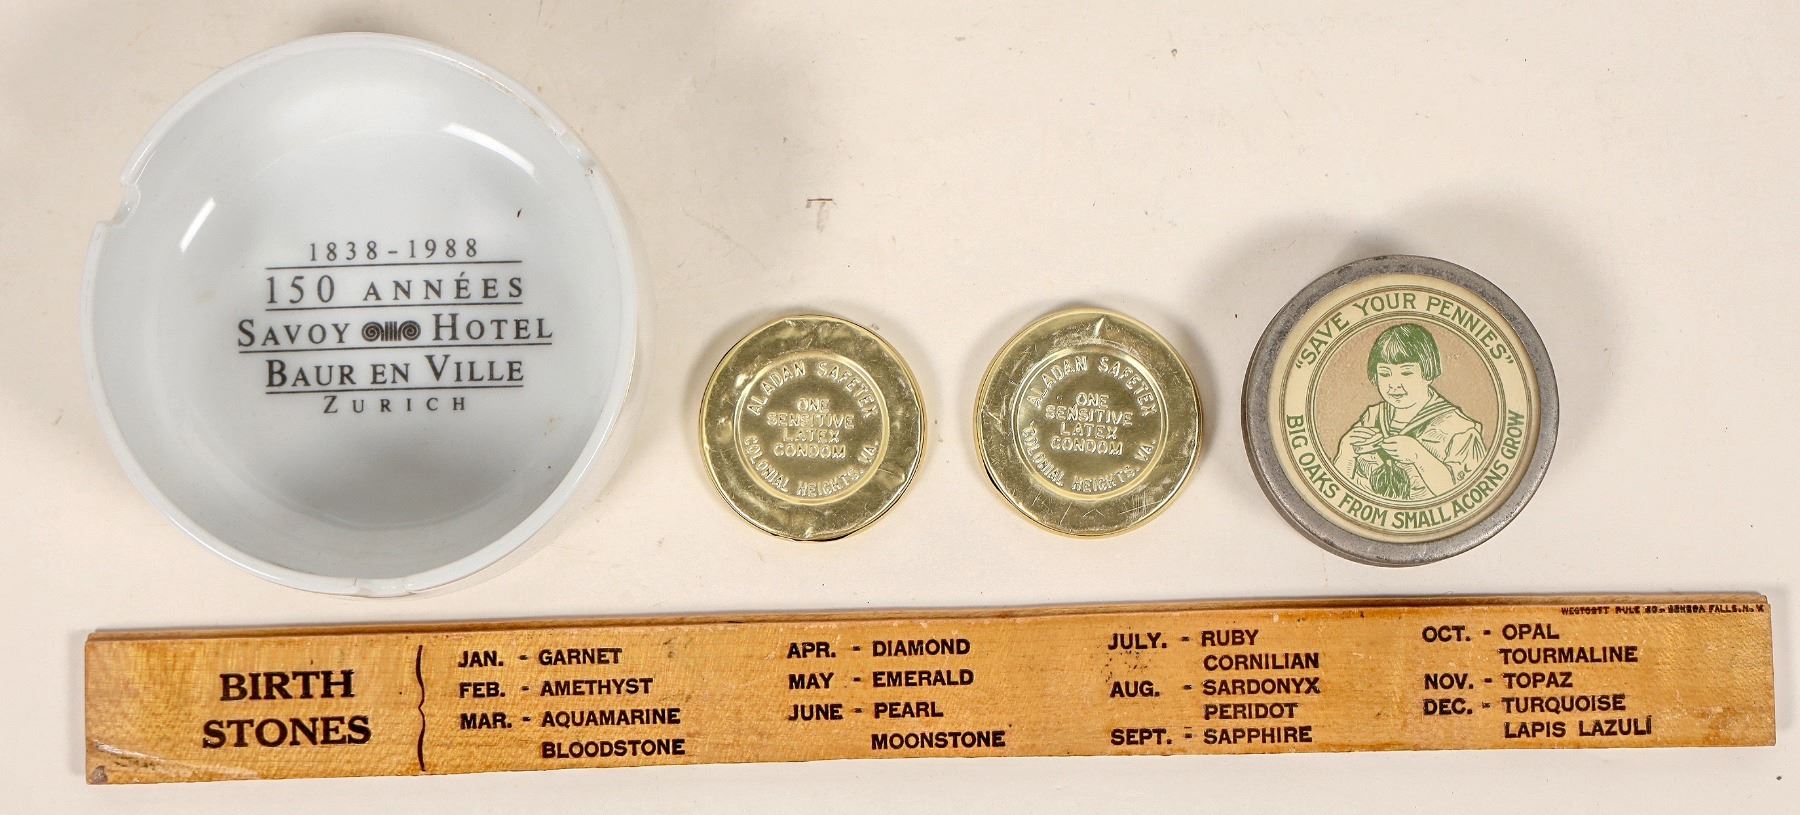 1838-1988
150 ANNÉES
SAVOY HOTEL
BAUR EN VILLE
ZURICH
ALADAN SAFETEX
ONE
SENSITIVE
LATEX
CONDOM
COLONIAL HEIGHTS, VA.
ALADAN SAFETEX
ONE
SENSITIVE
LATEX
CONDOM
COLONIAL HEIGHTS, VA.
"SAVE YOUR PENNIES"
BIG OAKS FROM SMALL ACORNS GROW
WESTCOTT RULE CO. SENECA FALLS, N.Y.
BIRTH
STONES
JAN. - GARNET
FEB. - AMETHYST
MAR. - AQUAMARINE
BLOODSTONE
APR. - DIAMOND
MAY - EMERALD
JUNE - PEARL
MOONSTONE
JULY. - RUBY
CORNILIAN
AUG. - SARDONYX
PERIDOT
SEPT. - SAPPHIRE
OCT. - OPAL
TOURMALINE
NOV. - TOPAZ
DEC. - TURQUOISE
LAPIS LAZULI